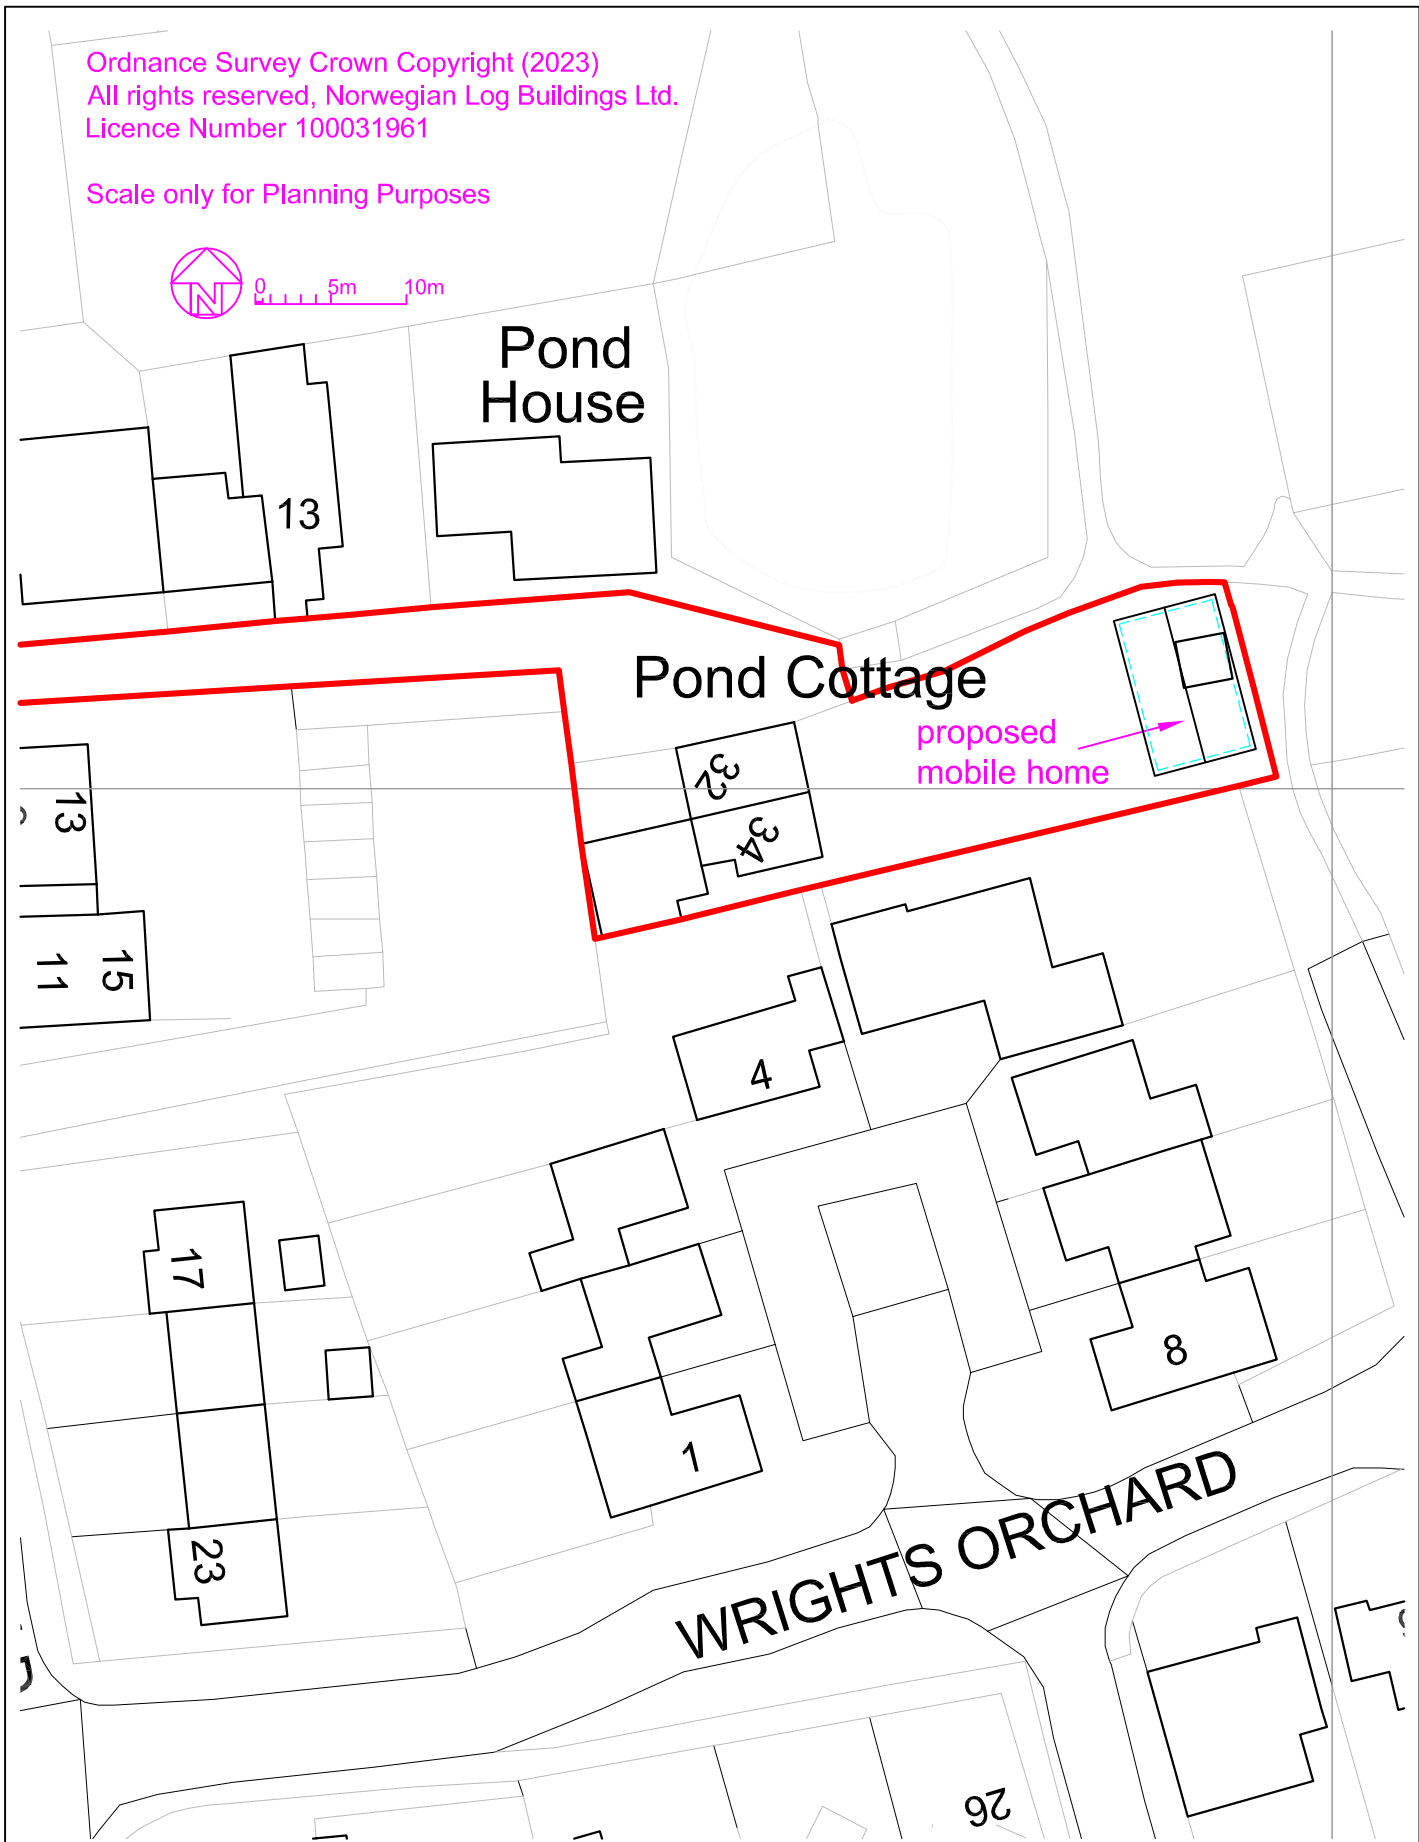 Ordnance Survey Crown Copyright (2023)
All rights reserved, Norwegian Log Buildings Ltd.
Licence Number 100031961
Scale only for Planning Purposes
N
0 5m 10m
Pond
House
13
Pond Cottage
proposed
mobile home
32
34
13
11
15
4
17
8
1
23
WRIGHTS ORCHARD
26